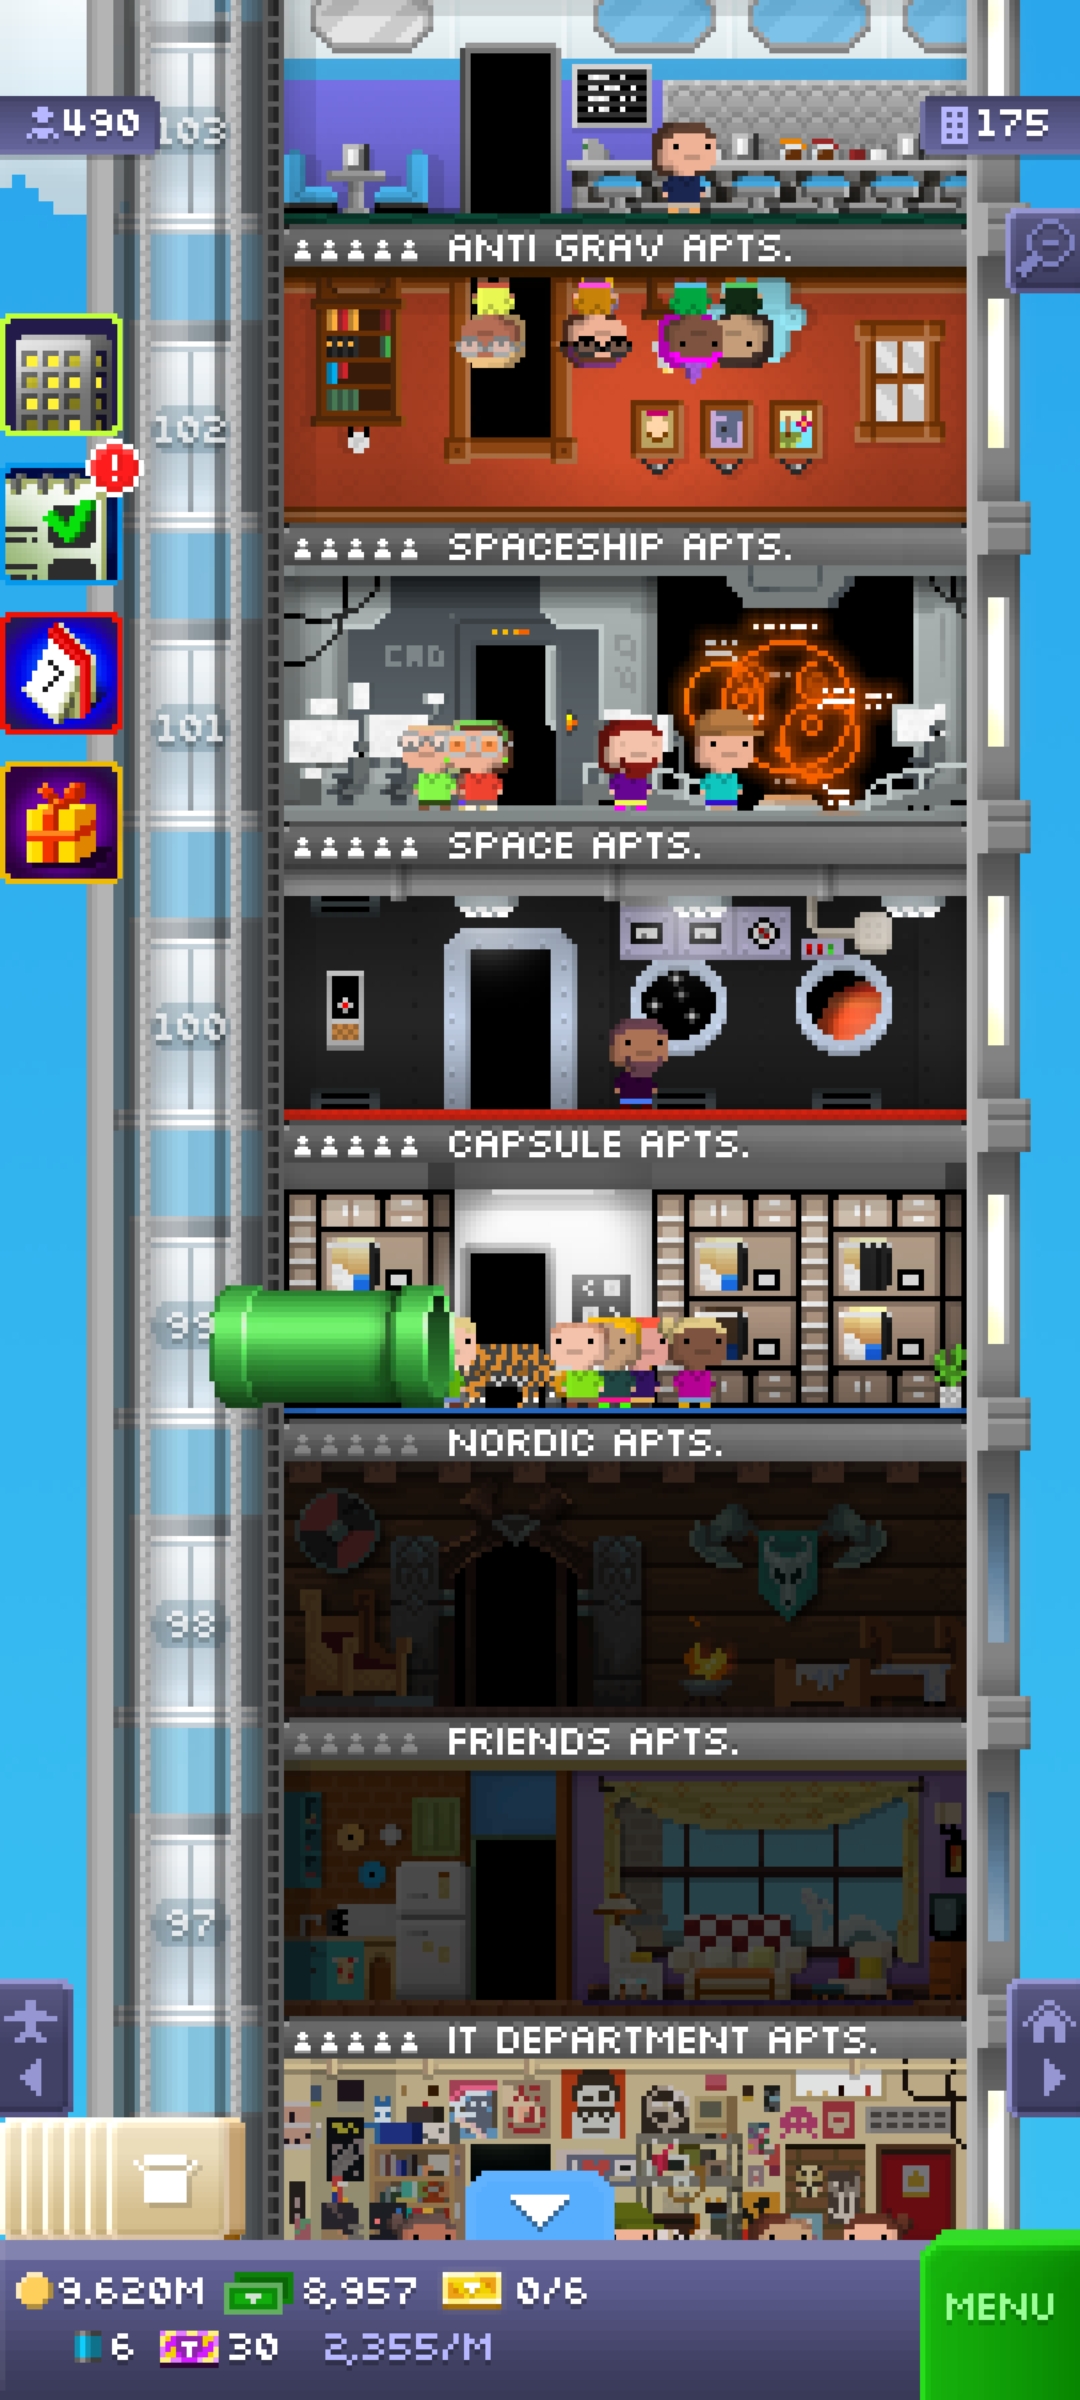 490
103
175
ANTI GRAV APTS.
102
SPACESHIP APTS.
CMD
101
SPACE APTS.
100
CAPSULE APTS.
99
NORDIC APTS.
98
FRIENDS APTS.
97
IT DEPARTMENT APTS.
9.620M 8,957 0/6
6 T 30 2,355/M
MENU